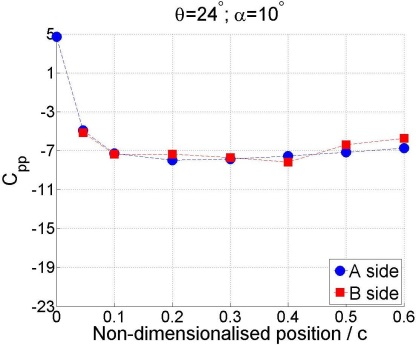 θ=24°; α=10°
5
1
-3
-7
-11
-15
-19
-23
Cpp
0 0.1 0.2 0.3 0.4 0.5 0.6
Non-dimensionalised position / c
A side
B side